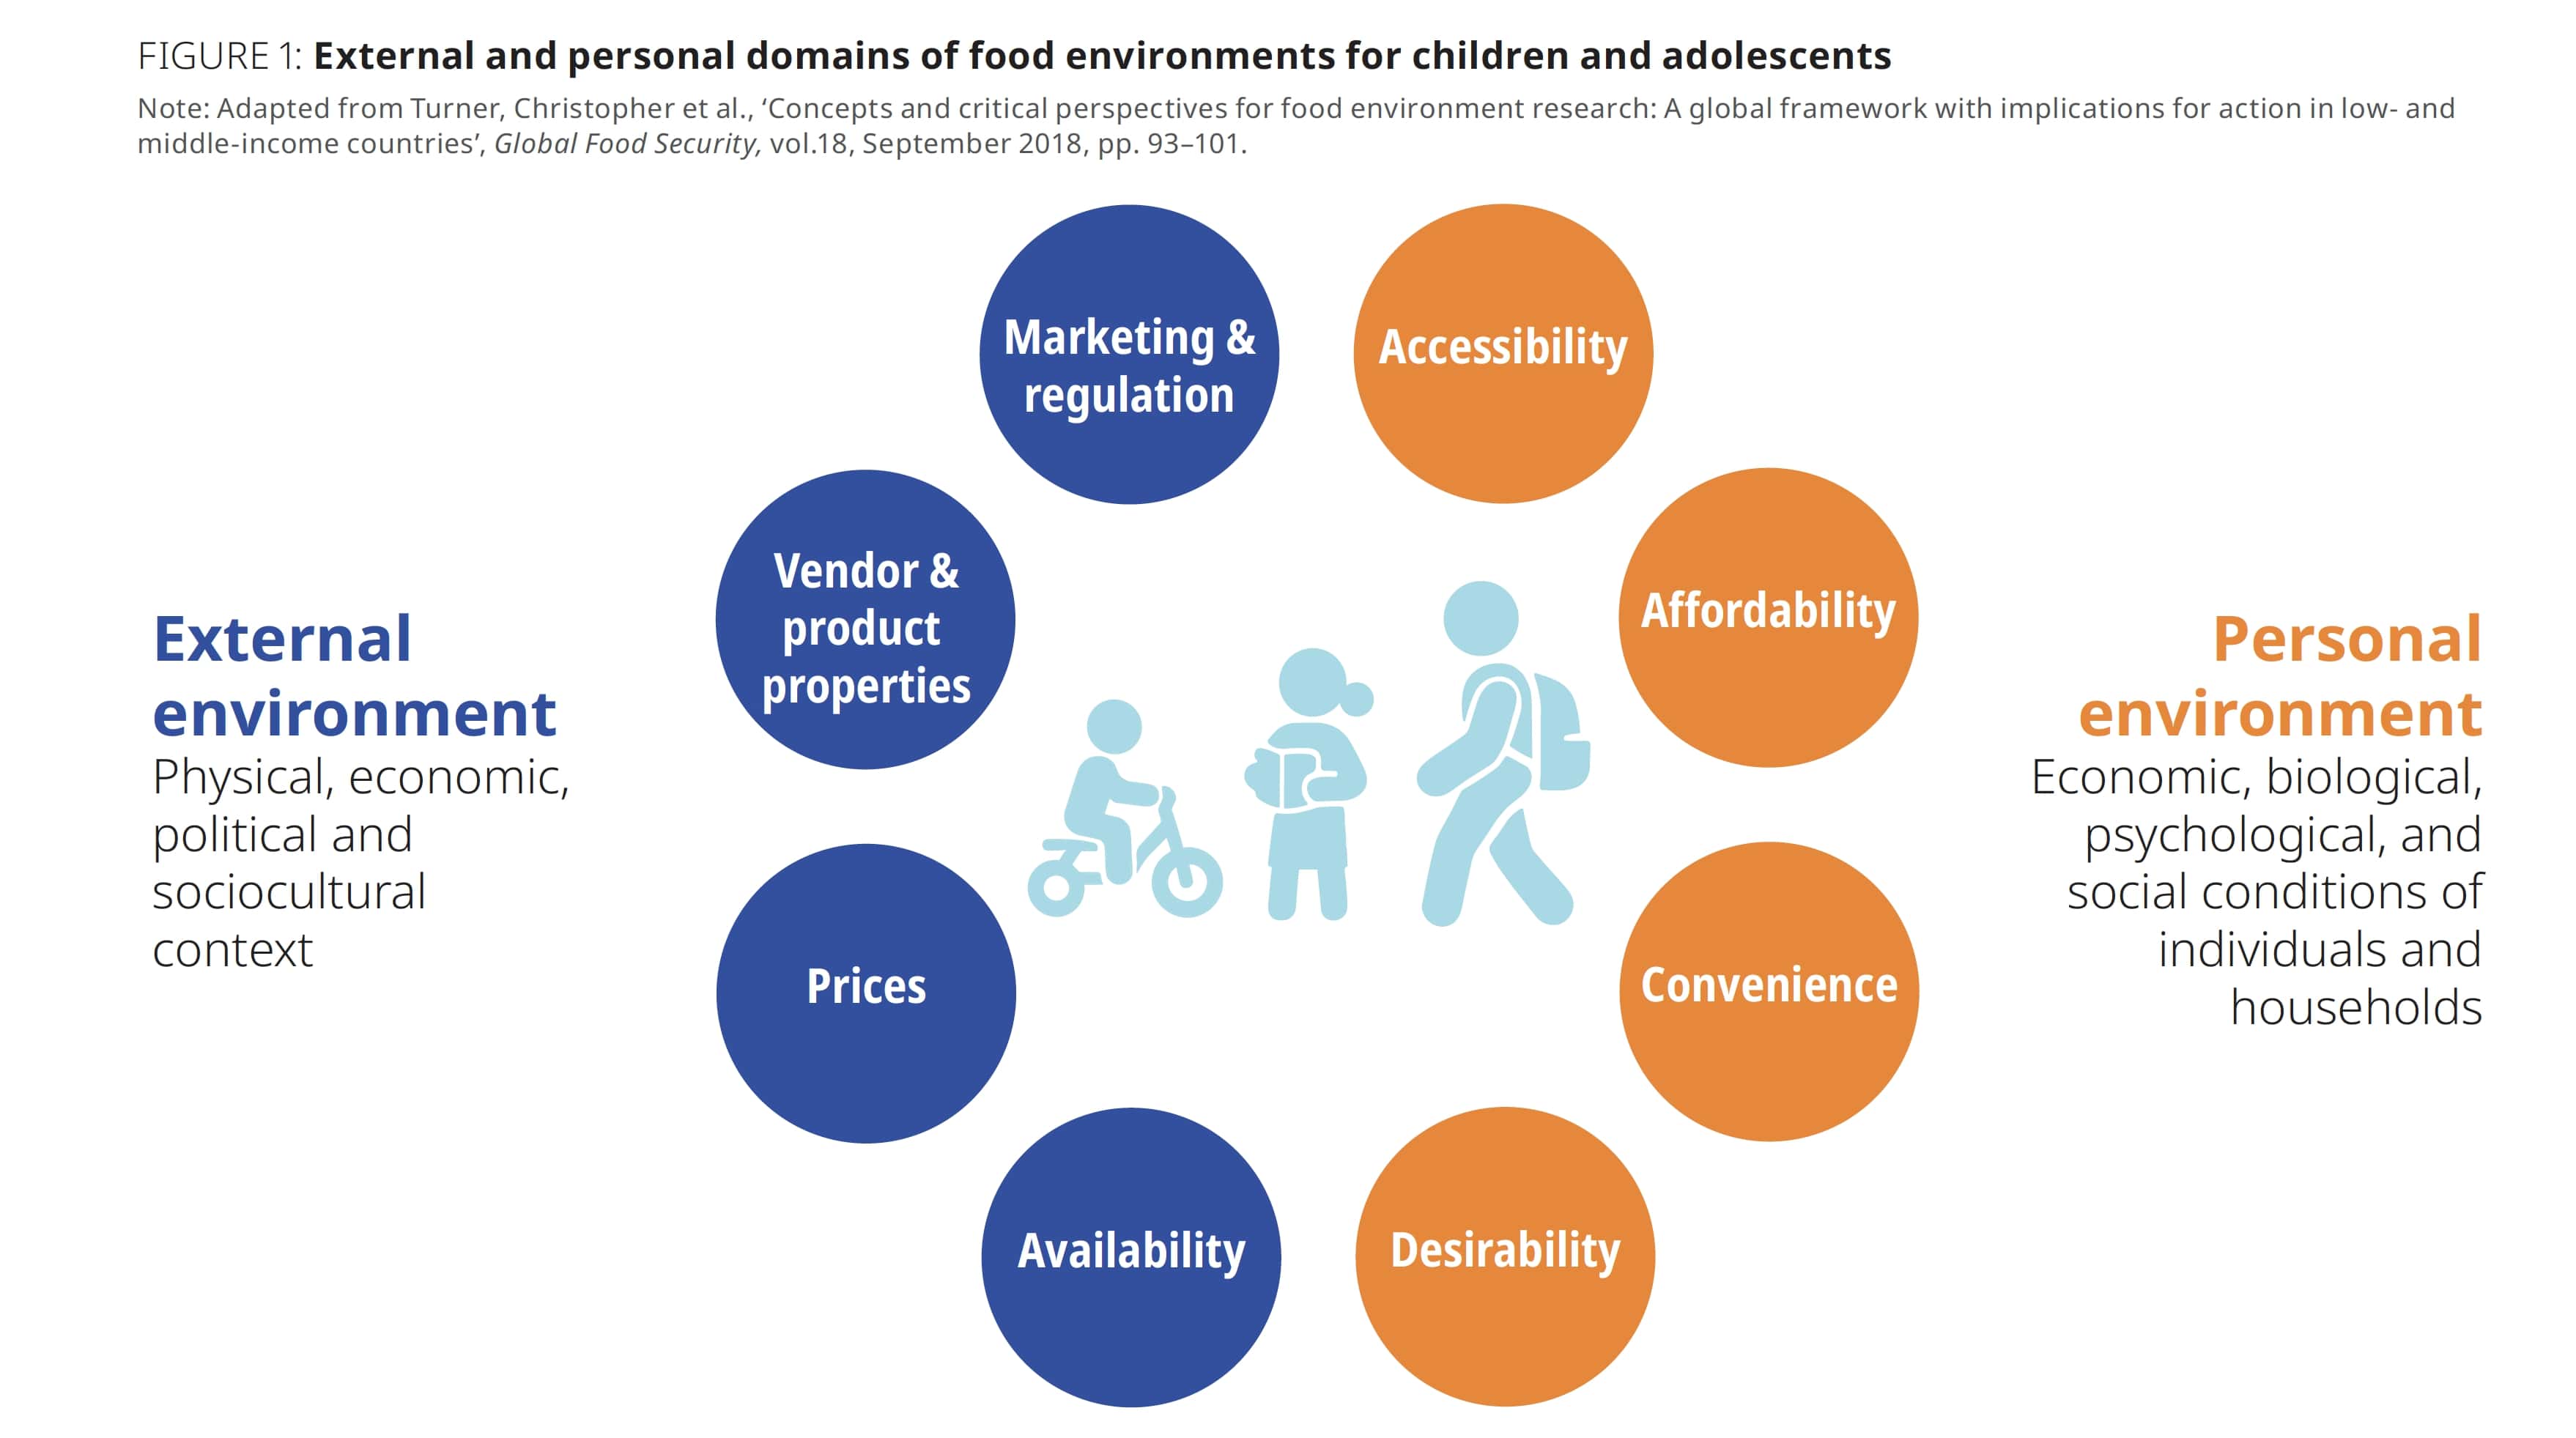 FIGURE 1: External and personal domains of food environments for children and adolescents
Note: Adapted from Turner, Christopher et al., ‘Concepts and critical perspectives for food environment research: A global framework with implications for action in low- and
middle-income countries’, Global Food Security, vol.18, September 2018, pp. 93–101.
Marketing &
regulation
Accessibility
Vendor &
product
properties
Affordability
External
environment
Physical, economic,
political and
sociocultural
context
Personal
environment
Economic, biological,
psychological, and
social conditions of
individuals and
households
Prices
Convenience
Availability
Desirability